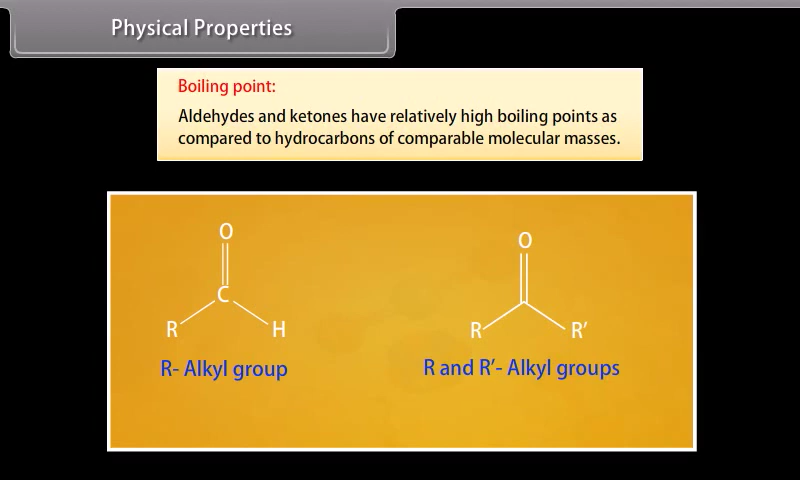 Physical Properties
Boiling point:
Aldehydes and ketones have relatively high boiling points as
compared to hydrocarbons of comparable molecular masses.
O
C
R H
R- Alkyl group
O
R R′
R and R′- Alkyl groups